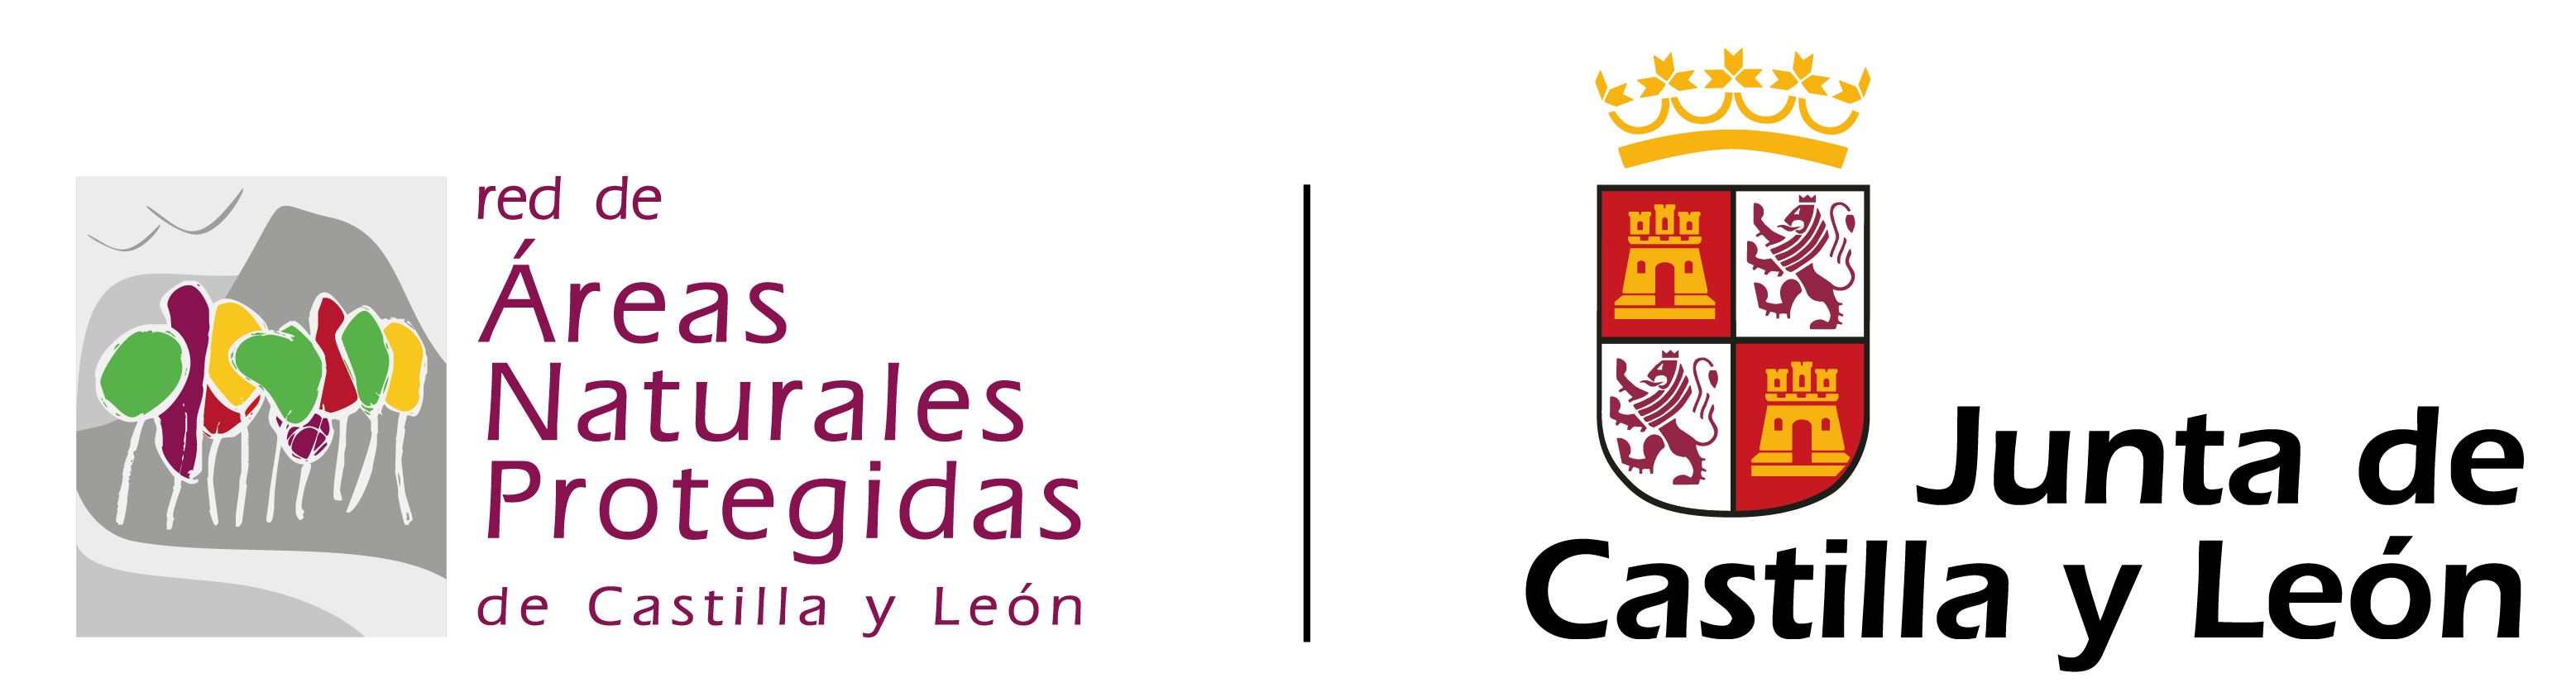 red de
Áreas
Naturales
Protegidas
de Castilla y León
Junta de
Castilla y León